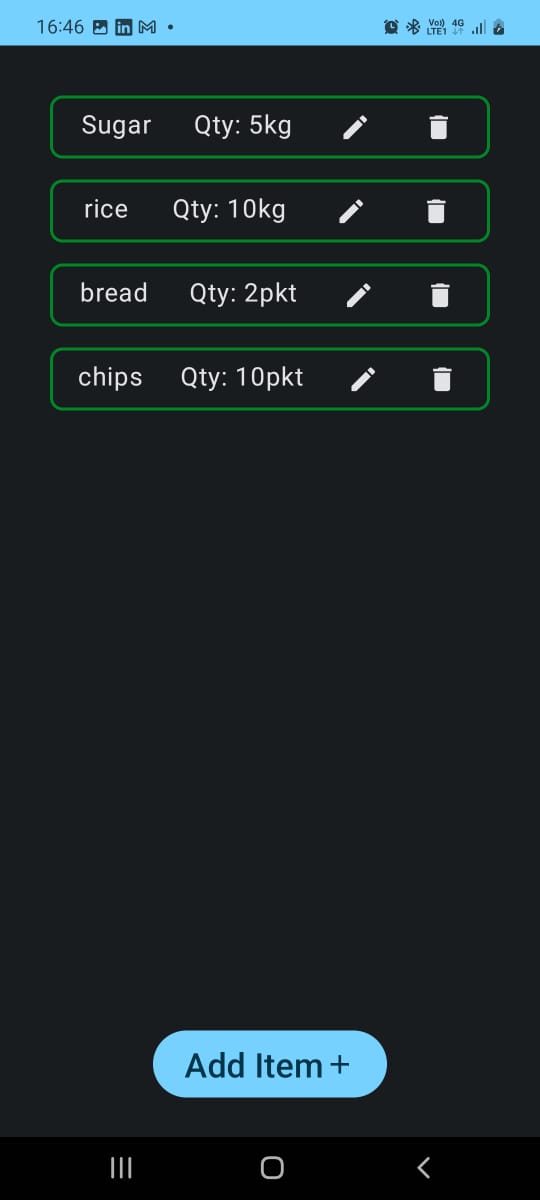 16:46 in Vo)) LTE1 4G
Sugar Qty: 5kg
rice Qty: 10kg
bread Qty: 2pkt
chips Qty: 10pkt
Add Item+